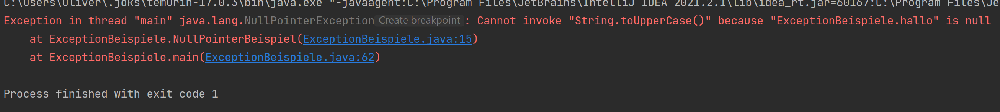 C:\Users\Oliver\.jdks\temurin-17.0.3\bin\java.exe "-javaagent:C:\Program Files\JetBrains\IntelliJ IDEA 2021.2.1\lib\idea_rt.jar=60167:C:\Program Files\Je
Exception in thread "main" java.lang.NullPointerException Create breakpoint : Cannot invoke "String.toUpperCase()" because "ExceptionBeispiele.hallo" is null
    at ExceptionBeispiele.NullPointerBeispiel(ExceptionBeispiele.java:15)
    at ExceptionBeispiele.main(ExceptionBeispiele.java:62)
Process finished with exit code 1